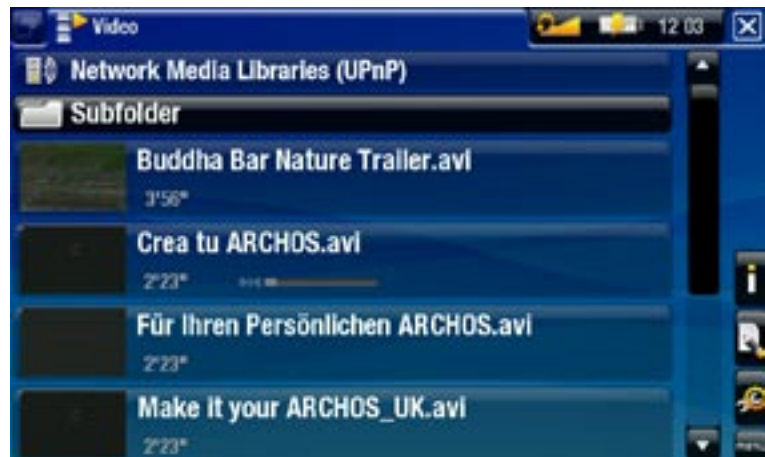 Video
12 03
Network Media Libraries (UPnP)
Subfolder
Buddha Bar Nature Trailer.avi
3'56"
Crea tu ARCHOS.avi
2'23"
Für Ihren Persönlichen ARCHOS.avi
2'23"
Make it your ARCHOS_UK.avi
2'23"